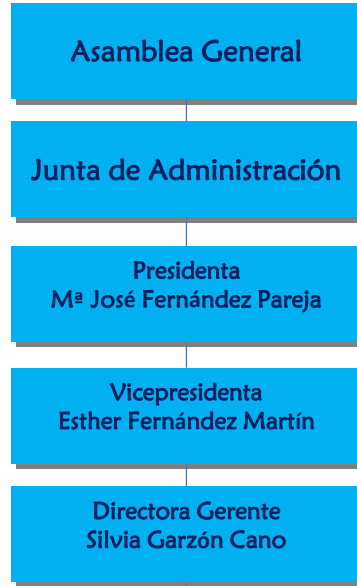 Asamblea General
Junta de Administración
Presidenta
Mª José Fernández Pareja
Vicepresidenta
Esther Fernández Martín
Directora Gerente
Silvia Garzón Cano